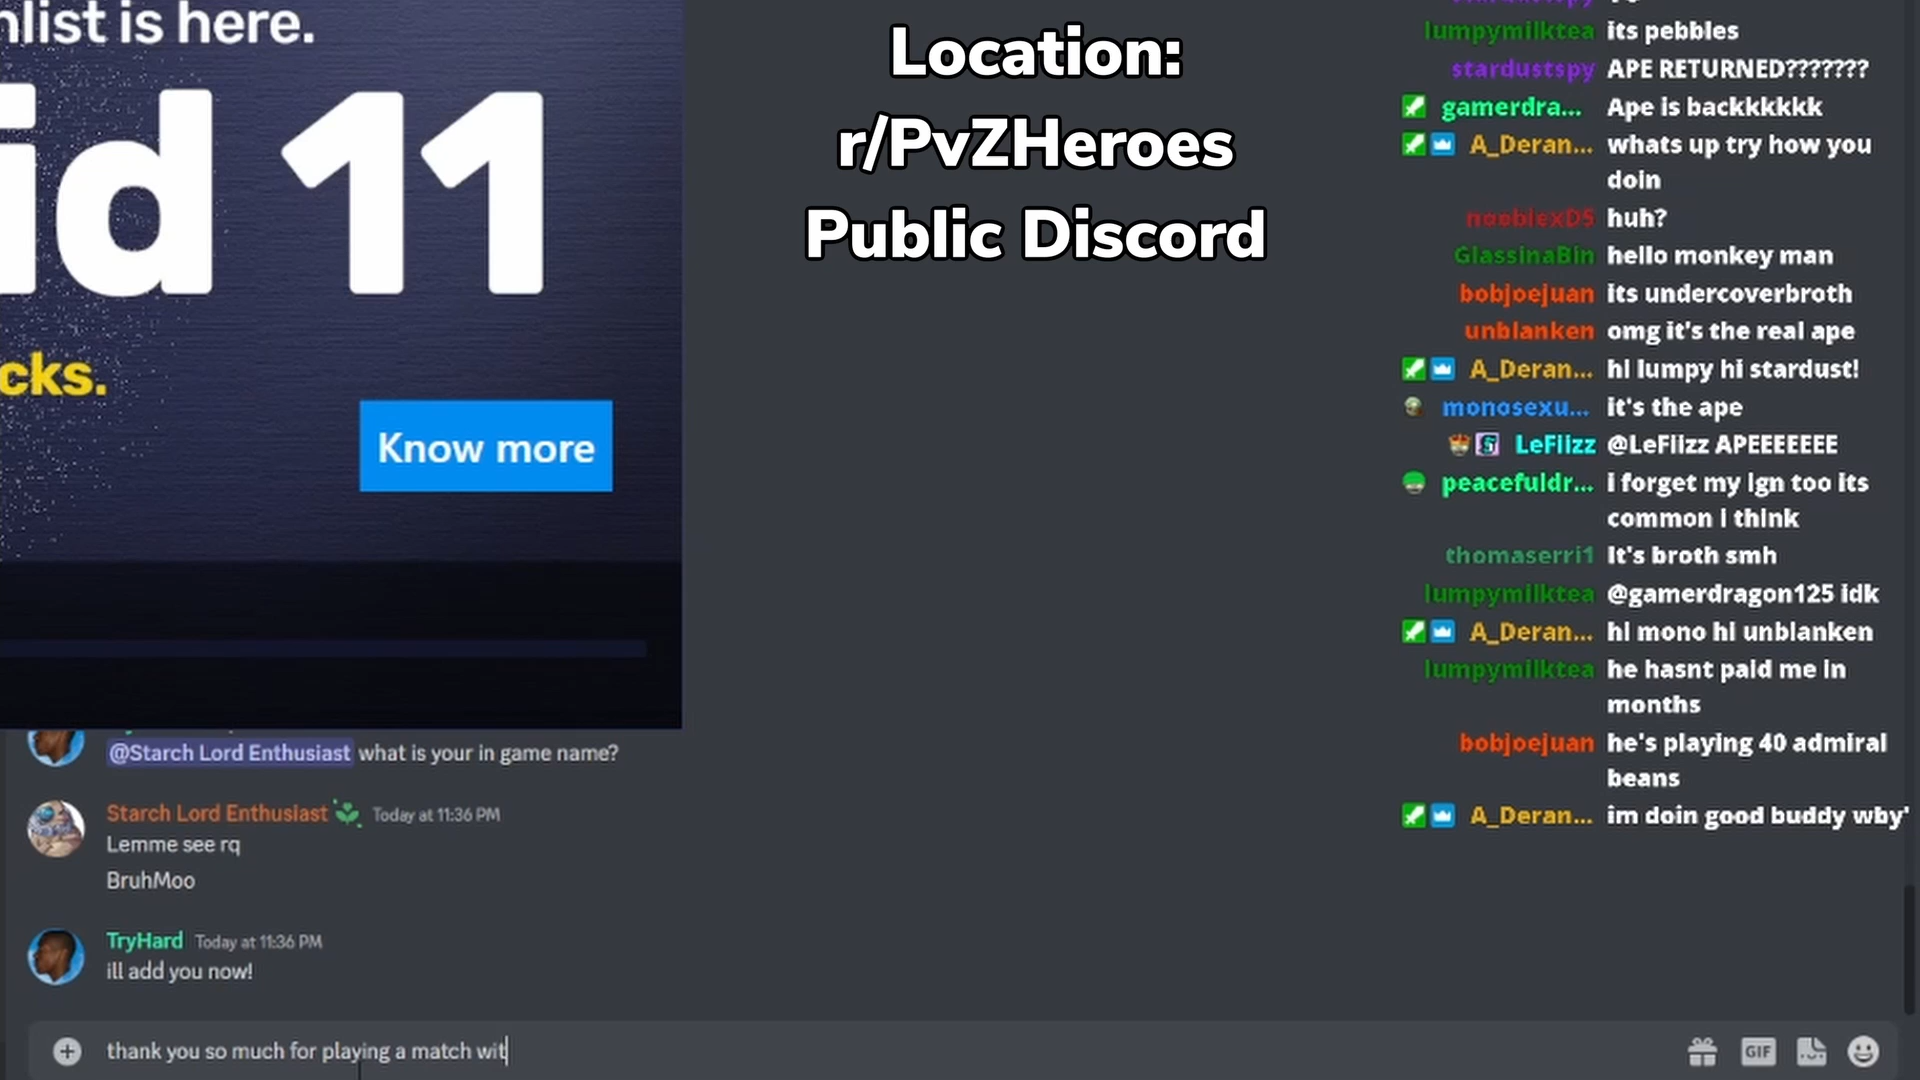 nlist is here.
id 11
cks.
Know more
Location:
r/PvZHeroes
Public Discord
lumpymilktea its pebbles
stardustspy APE RETURNED???????
gamerdra... Ape is backkkkkk
A_Deran... whats up try how you
doin
nooblexD5 huh?
GlassinaBin hello monkey man
bobjoejuan its undercoverbroth
unblanken omg it's the real ape
A_Deran... hi lumpy hi stardust!
monosexu... it's the ape
LeFlizz @LeFlizz APEEEEEEE
peacefuldr... i forget my ign too its
common i think
thomaserri1 It's broth smh
lumpymilktea @gamerdragon125 idk
A_Deran... hi mono hi unblanken
lumpymilktea he hasnt paid me in
months
bobjoejuan he's playing 40 admiral
beans
A_Deran... im doin good buddy wby'
@Starch Lord Enthusiast what is your in game name?
Starch Lord Enthusiast Today at 11:36 PM
Lemme see rq
BruhMoo
TryHard Today at 11:36 PM
ill add you now!
thank you so much for playing a match wit
GIF